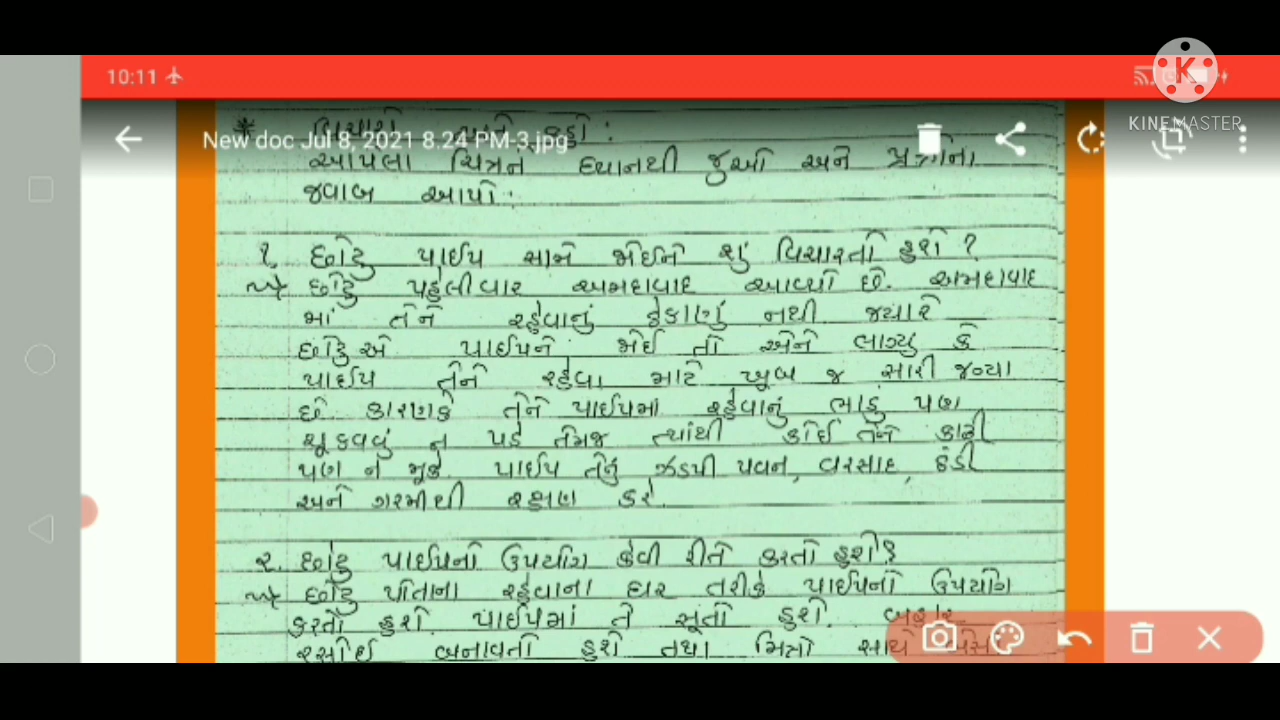 10:11
KINEMASTER
New doc Jul 8, 2021 8.24 PM-3.jpg
આપેલા ચિત્રને ધ્યાનથી જુઓ અને પ્રશ્નોના
જવાબ આપો :
૧. છોટુ પાઈપ સામે જોઈને શું વિચારતો હશે ?
છોટુ પહેલીવાર અમદાવાદ આવ્યો છે. અમદાવાદ
માં તેને રહેવાનું ઠેકાણું નથી જ્યારે
છોટુએ પાઈપને જોઈ તો એને લાગ્યુ કે
પાઈપ તેને રહેવા માટે ખુબ જ સારી જગ્યા
છે કારણકે તેને પાઈપમાં રહેવાનું ભાડુ પણ
ચૂકવવું ન પડે તેમજ ત્યાંથી કોઈ તેને કાઢી
પણ ન મૂકે. પાઈપ તેનું ઝડપી પવન, વરસાદ, ઠંડી
અને ગરમીથી રક્ષણ કરે.
૨. છોટુ પાઈપનો ઉપયોગ કેવી રીતે કરતો હશે?
છોટુ પોતાના રહેવાના ઘર તરીકે પાઈપનો ઉપયોગ
કરતો હશે. પાઈપમાં તે સૂતો હશે. બહાર
રસોઈ બનાવતો હશે તથા મિત્રો સાથે